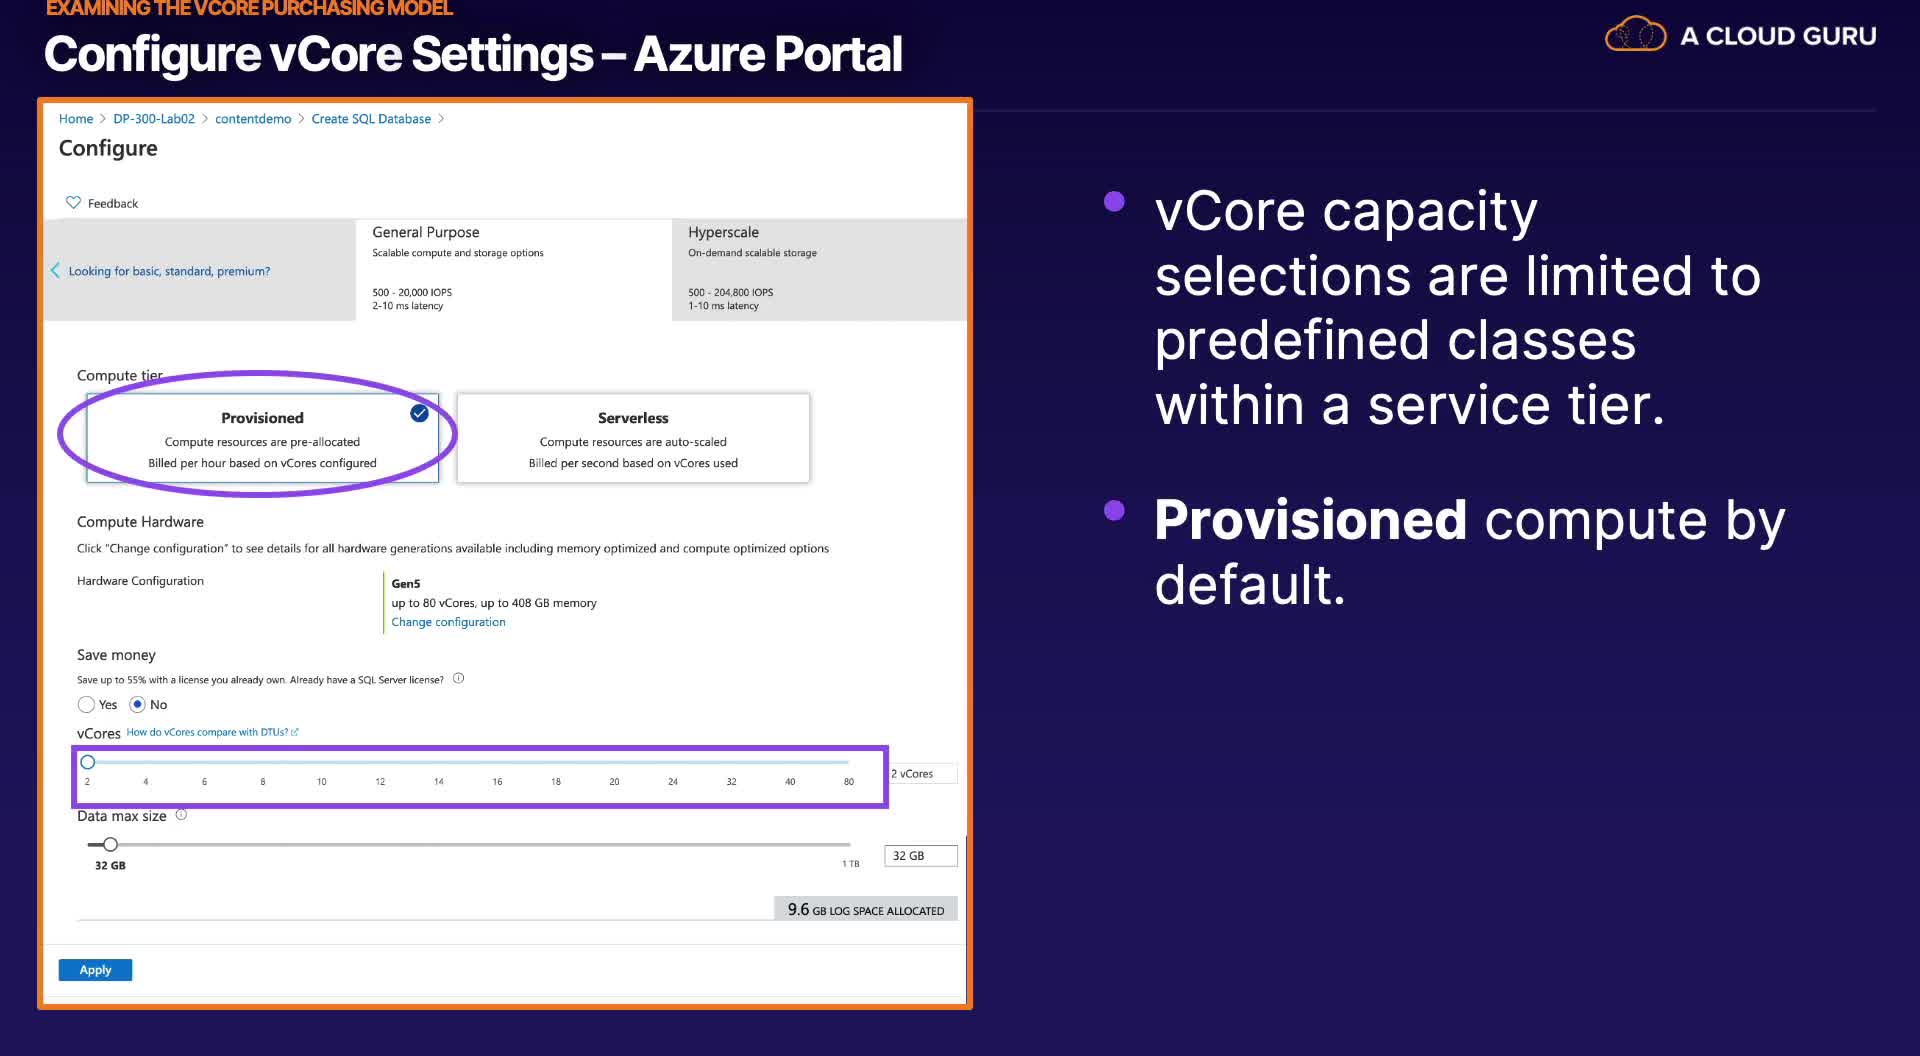 EXAMINING THE VCORE PURCHASING MODEL
Configure vCore Settings – Azure Portal
A CLOUD GURU
Home > DP-300-Lab02 > contentdemo > Create SQL Database >
Configure
Feedback
Looking for basic, standard, premium?
General Purpose
Scalable compute and storage options
500 - 20,000 IOPS
2-10 ms latency
Hyperscale
On-demand scalable storage
500 - 204,800 IOPS
1-10 ms latency
Compute tier
Provisioned
Compute resources are pre-allocated
Billed per hour based on vCores configured
Serverless
Compute resources are auto-scaled
Billed per second based on vCores used
Compute Hardware
Click "Change configuration" to see details for all hardware generations available including memory optimized and compute optimized options
Hardware Configuration
Gen5
up to 80 vCores, up to 408 GB memory
Change configuration
Save money
Save up to 55% with a license you already own. Already have a SQL Server license?
Yes No
vCores How do vCores compare with DTUs?
2 4 6 8 10 12 14 16 18 20 24 32 40 80
2 vCores
Data max size
32 GB
1 TB
32 GB
9.6 GB LOG SPACE ALLOCATED
Apply
vCore capacity
selections are limited to
predefined classes
within a service tier.
Provisioned compute by
default.